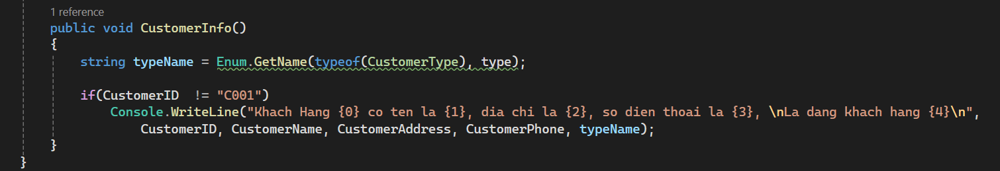 1 reference
public void CustomerInfo()
{
string typeName = Enum.GetName(typeof(CustomerType), type);
if(CustomerID  != "C001")
Console.WriteLine("Khach Hang {0} co ten la {1}, dia chi la {2}, so dien thoai la {3}, \nLa dang khach hang {4}\n",
CustomerID, CustomerName, CustomerAddress, CustomerPhone, typeName);
}
}